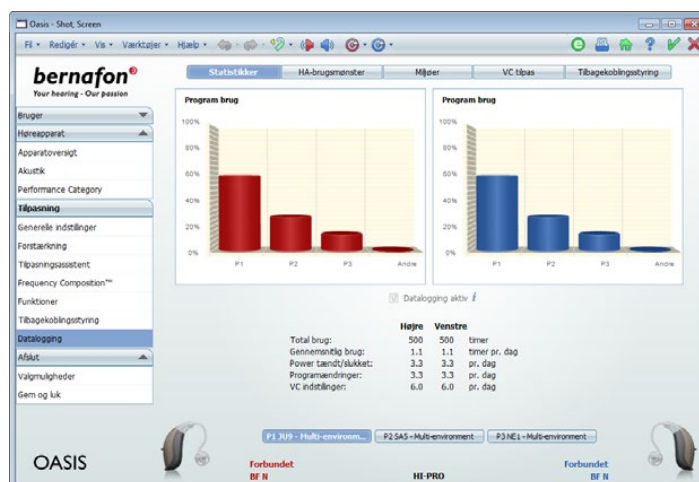 Oasis - Shot, Screen
Fil Redigér Vis Værktøjer Hjælp
bernafon®
Your hearing - Our passion
Statistikker HA-brugsmønster Miljøer VC tilpas Tilbagekoblingsstyring
Bruger
Høreapparat
Apparatoversigt
Akustik
Performance Category
Tilpasning
Generelle indstillinger
Forstærkning
Tilpasningsassistent
Frequency Composition™
Funktioner
Tilbagekoblingsstyring
Datalogging
Afslut
Valgmuligheder
Gem og luk
Program brug
100%
80%
60%
40%
20%
0%
P1 P2 P3 Andre
Program brug
100%
80%
60%
40%
20%
0%
P1 P2 P3 Andre
Datalogging aktiv i
Højre Venstre
Total brug: 500 500 timer
Gennemsnitlig brug: 1.1 1.1 timer pr. dag
Power tændt/slukket: 3.3 3.3 pr. dag
Programændringer: 3.3 3.3 pr. dag
VC indstillinger: 6.0 6.0 pr. dag
P1 JU9 - Multi-environm... P2 SA5 - Multi-environment P3 NE1 - Multi-environment
OASIS
Forbundet
BF N
HI-PRO
Forbundet
BF N